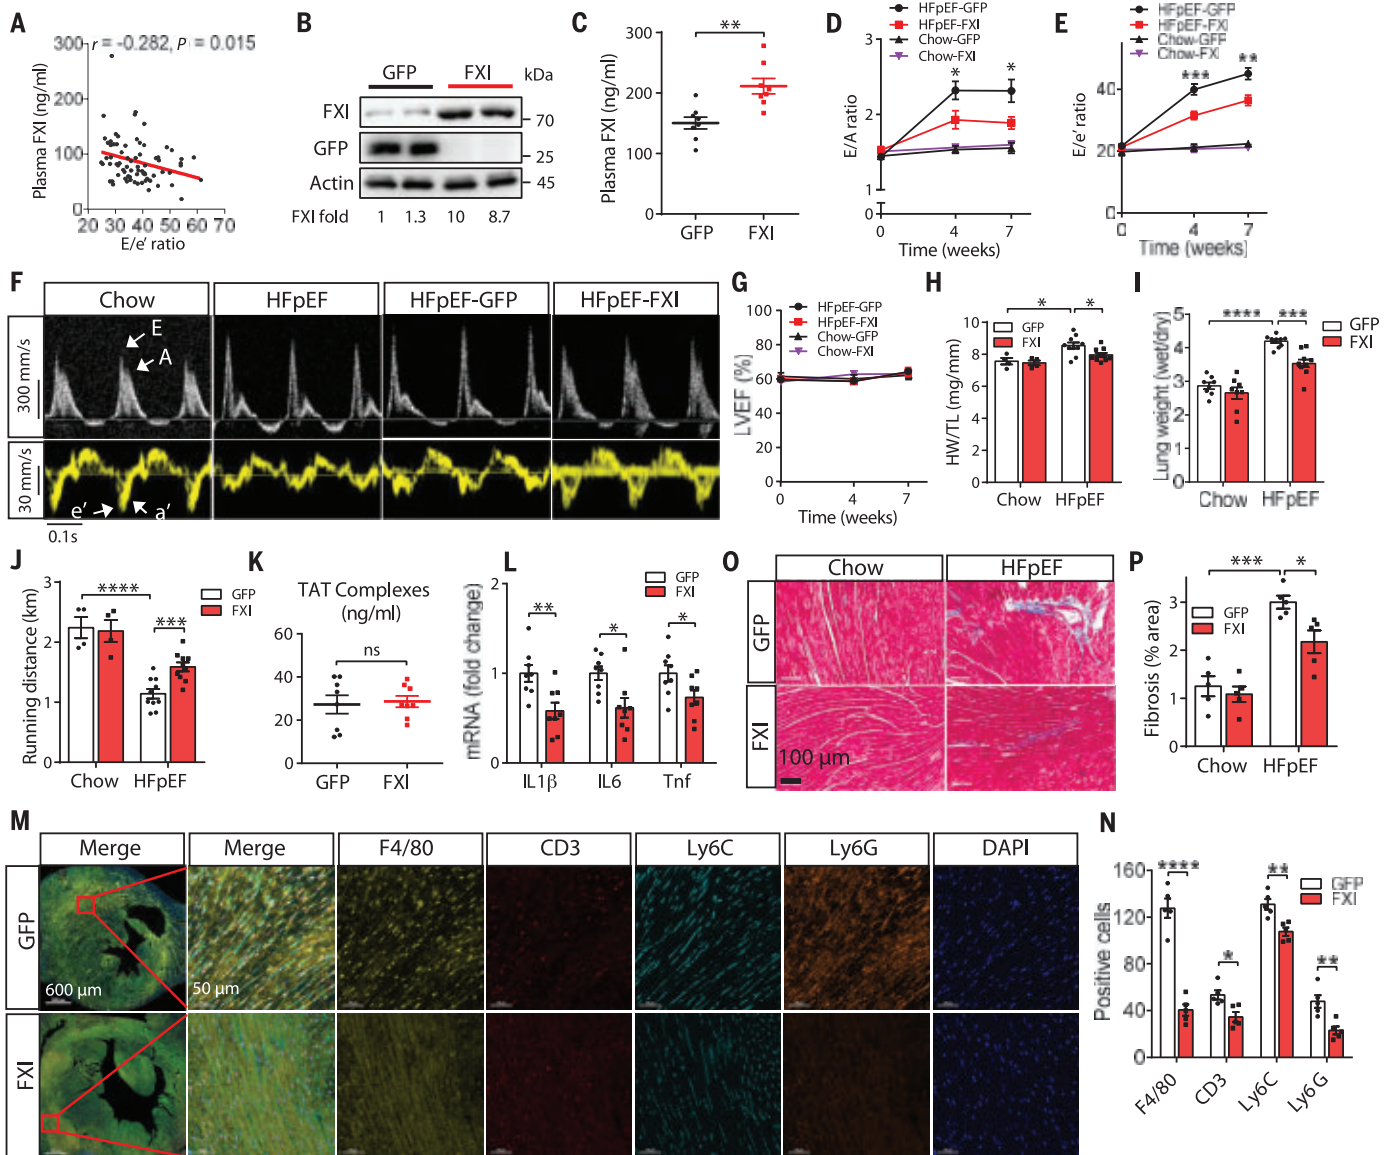 A
r = -0.282, P = 0.015
300
200
100
0
Plasma FXI (ng/ml)
20 30 40 50 60 70
E/e' ratio
B
GFP FXI kDa
FXI
70
GFP
25
Actin
45
FXI fold 1 1.3 10 8.7
C
**
Plasma FXI (ng/ml)
300
200
100
0
GFP FXI
D
HFpEF-GFP
HFpEF-FXI
Chow-GFP
Chow-FXI
E/A ratio
3
2
1
0
* *
0 4 7
Time (weeks)
E
HFpEF-GFP
HFpEF-FXI
Chow-GFP
Chow-FXI
E/e' ratio
40
20
0
*** **
0 4 7
Time (weeks)
F
Chow HFpEF HFpEF-GFP HFpEF-FXI
300 mm/s
E
A
30 mm/s
e' a'
0.1s
G
HFpEF-GFP
HFpEF-FXI
Chow-GFP
Chow-FXI
LVEF (%)
100
80
60
40
20
0
0 4 7
Time (weeks)
H
* *
GFP
FXI
HW/TL (mg/mm)
10
8
6
4
2
0
Chow HFpEF
I
**** ***
GFP
FXI
Lung weight (wet/dry)
5
4
3
2
1
0
Chow HFpEF
J
**** ***
GFP
FXI
Running distance (km)
3
2
1
0
Chow HFpEF
K
TAT Complexes
(ng/ml)
ns
60
40
20
0
GFP FXI
L
GFP
FXI
** * *
mRNA (fold change)
2
1
0
IL1β IL6 Tnf
O
Chow HFpEF
GFP
FXI
100 μm
P
*** *
GFP
FXI
Fibrosis (% area)
3
2
1
0
Chow HFpEF
M
Merge Merge F4/80 CD3 Ly6C Ly6G DAPI
GFP
600 μm 50 μm
FXI
N
**** * ** **
GFP
FXI
Positive cells
160
120
80
40
0
F4/80 CD3 Ly6C Ly6G